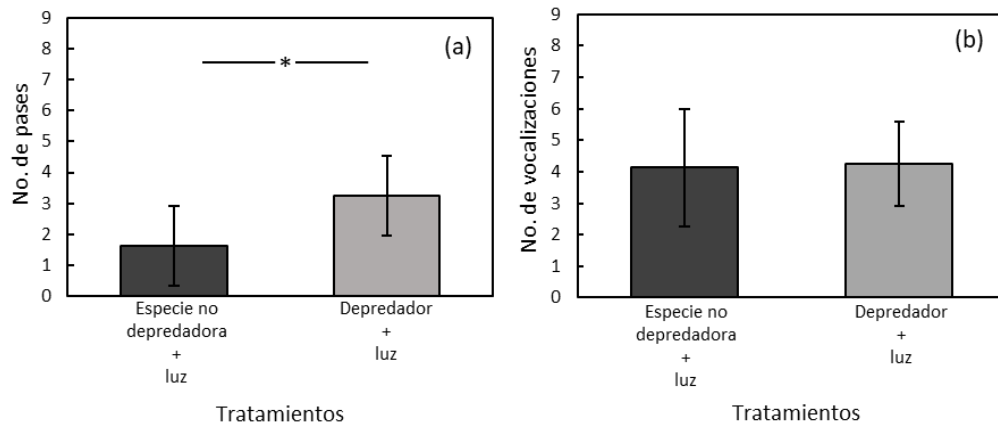 9
8
7
6
5
4
3
2
1
0
No. de pases
(a)
*
Especie no
depredadora
+
luz
Depredador
+
luz
Tratamientos
9
8
7
6
5
4
3
2
1
0
No. de vocalizaciones
(b)
Especie no
depredadora
+
luz
Depredador
+
luz
Tratamientos